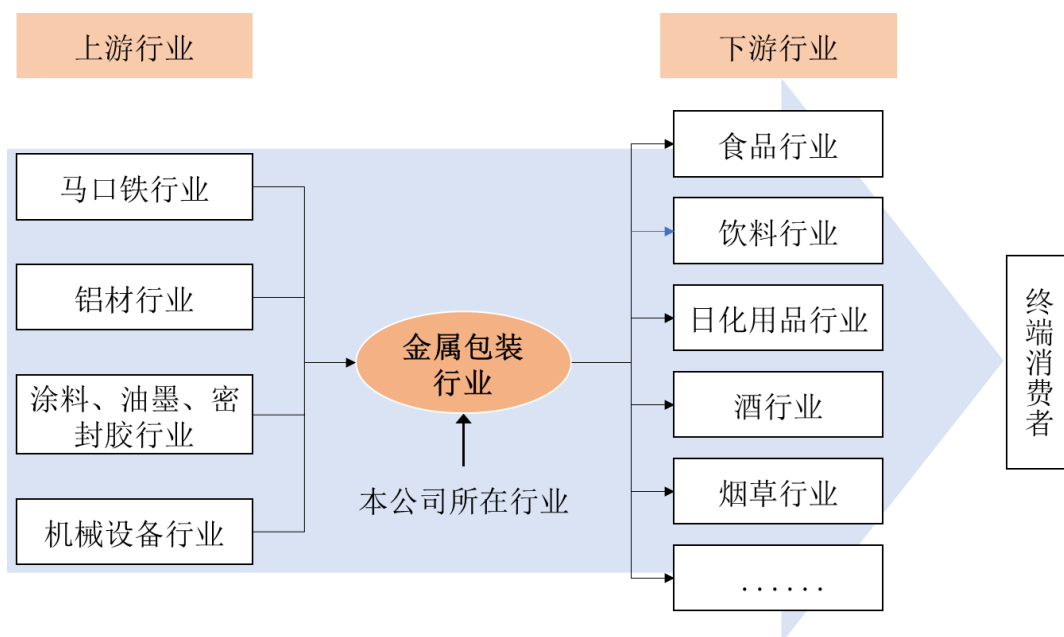 上游行业
下游行业
马口铁行业
铝材行业
涂料、油墨、密
封胶行业
机械设备行业
金属包装
行业
本公司所在行业
食品行业
饮料行业
日化用品行业
酒行业
烟草行业
......
终端消费者